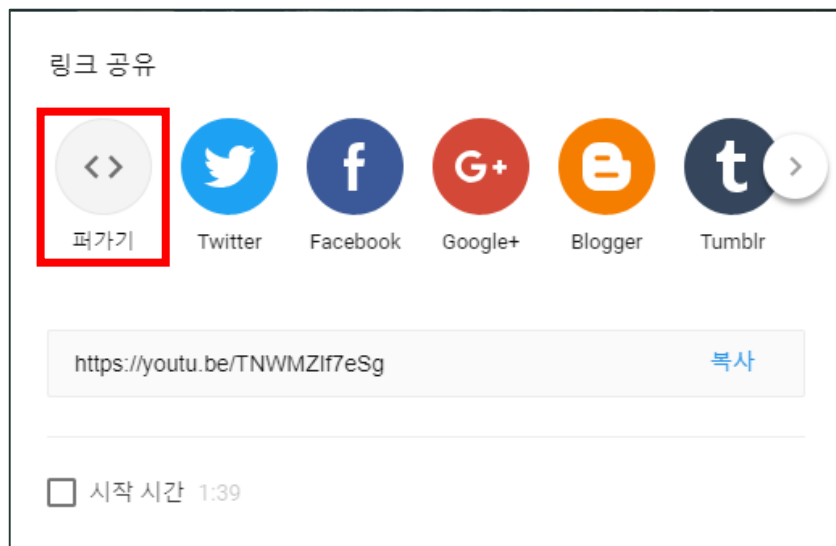 링크 공유
퍼가기 Twitter Facebook Google+ Blogger Tumblr
https://youtu.be/TNWMZIf7eSg 복사
시작 시간 1:39